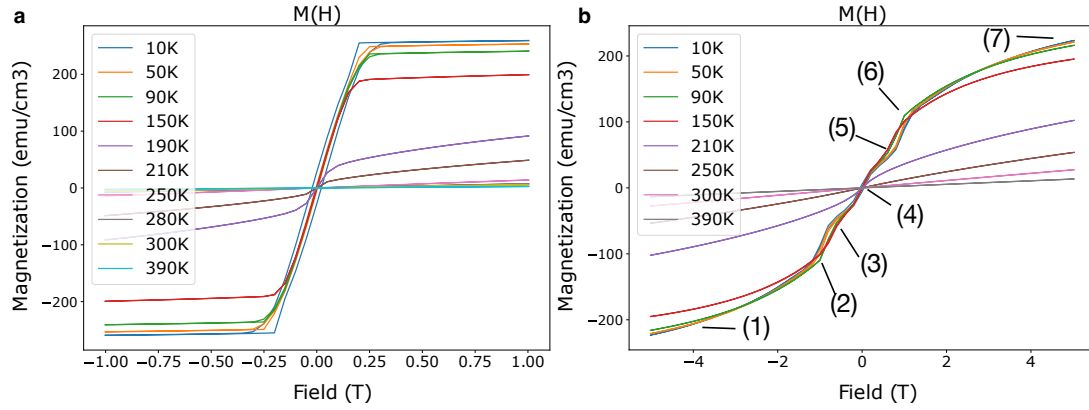 a
M(H)
Magnetization (emu/cm3)
200
100
0
−100
−200
10K
50K
90K
150K
190K
210K
250K
280K
300K
390K
−1.00
−0.75
−0.50
−0.25
0.00
0.25
0.50
0.75
1.00
Field (T)
b
M(H)
Magnetization (emu/cm3)
200
100
0
−100
−200
10K
50K
90K
150K
210K
250K
300K
390K
(7)
(6)
(5)
(4)
(3)
(2)
(1)
−4
−2
0
2
4
Field (T)